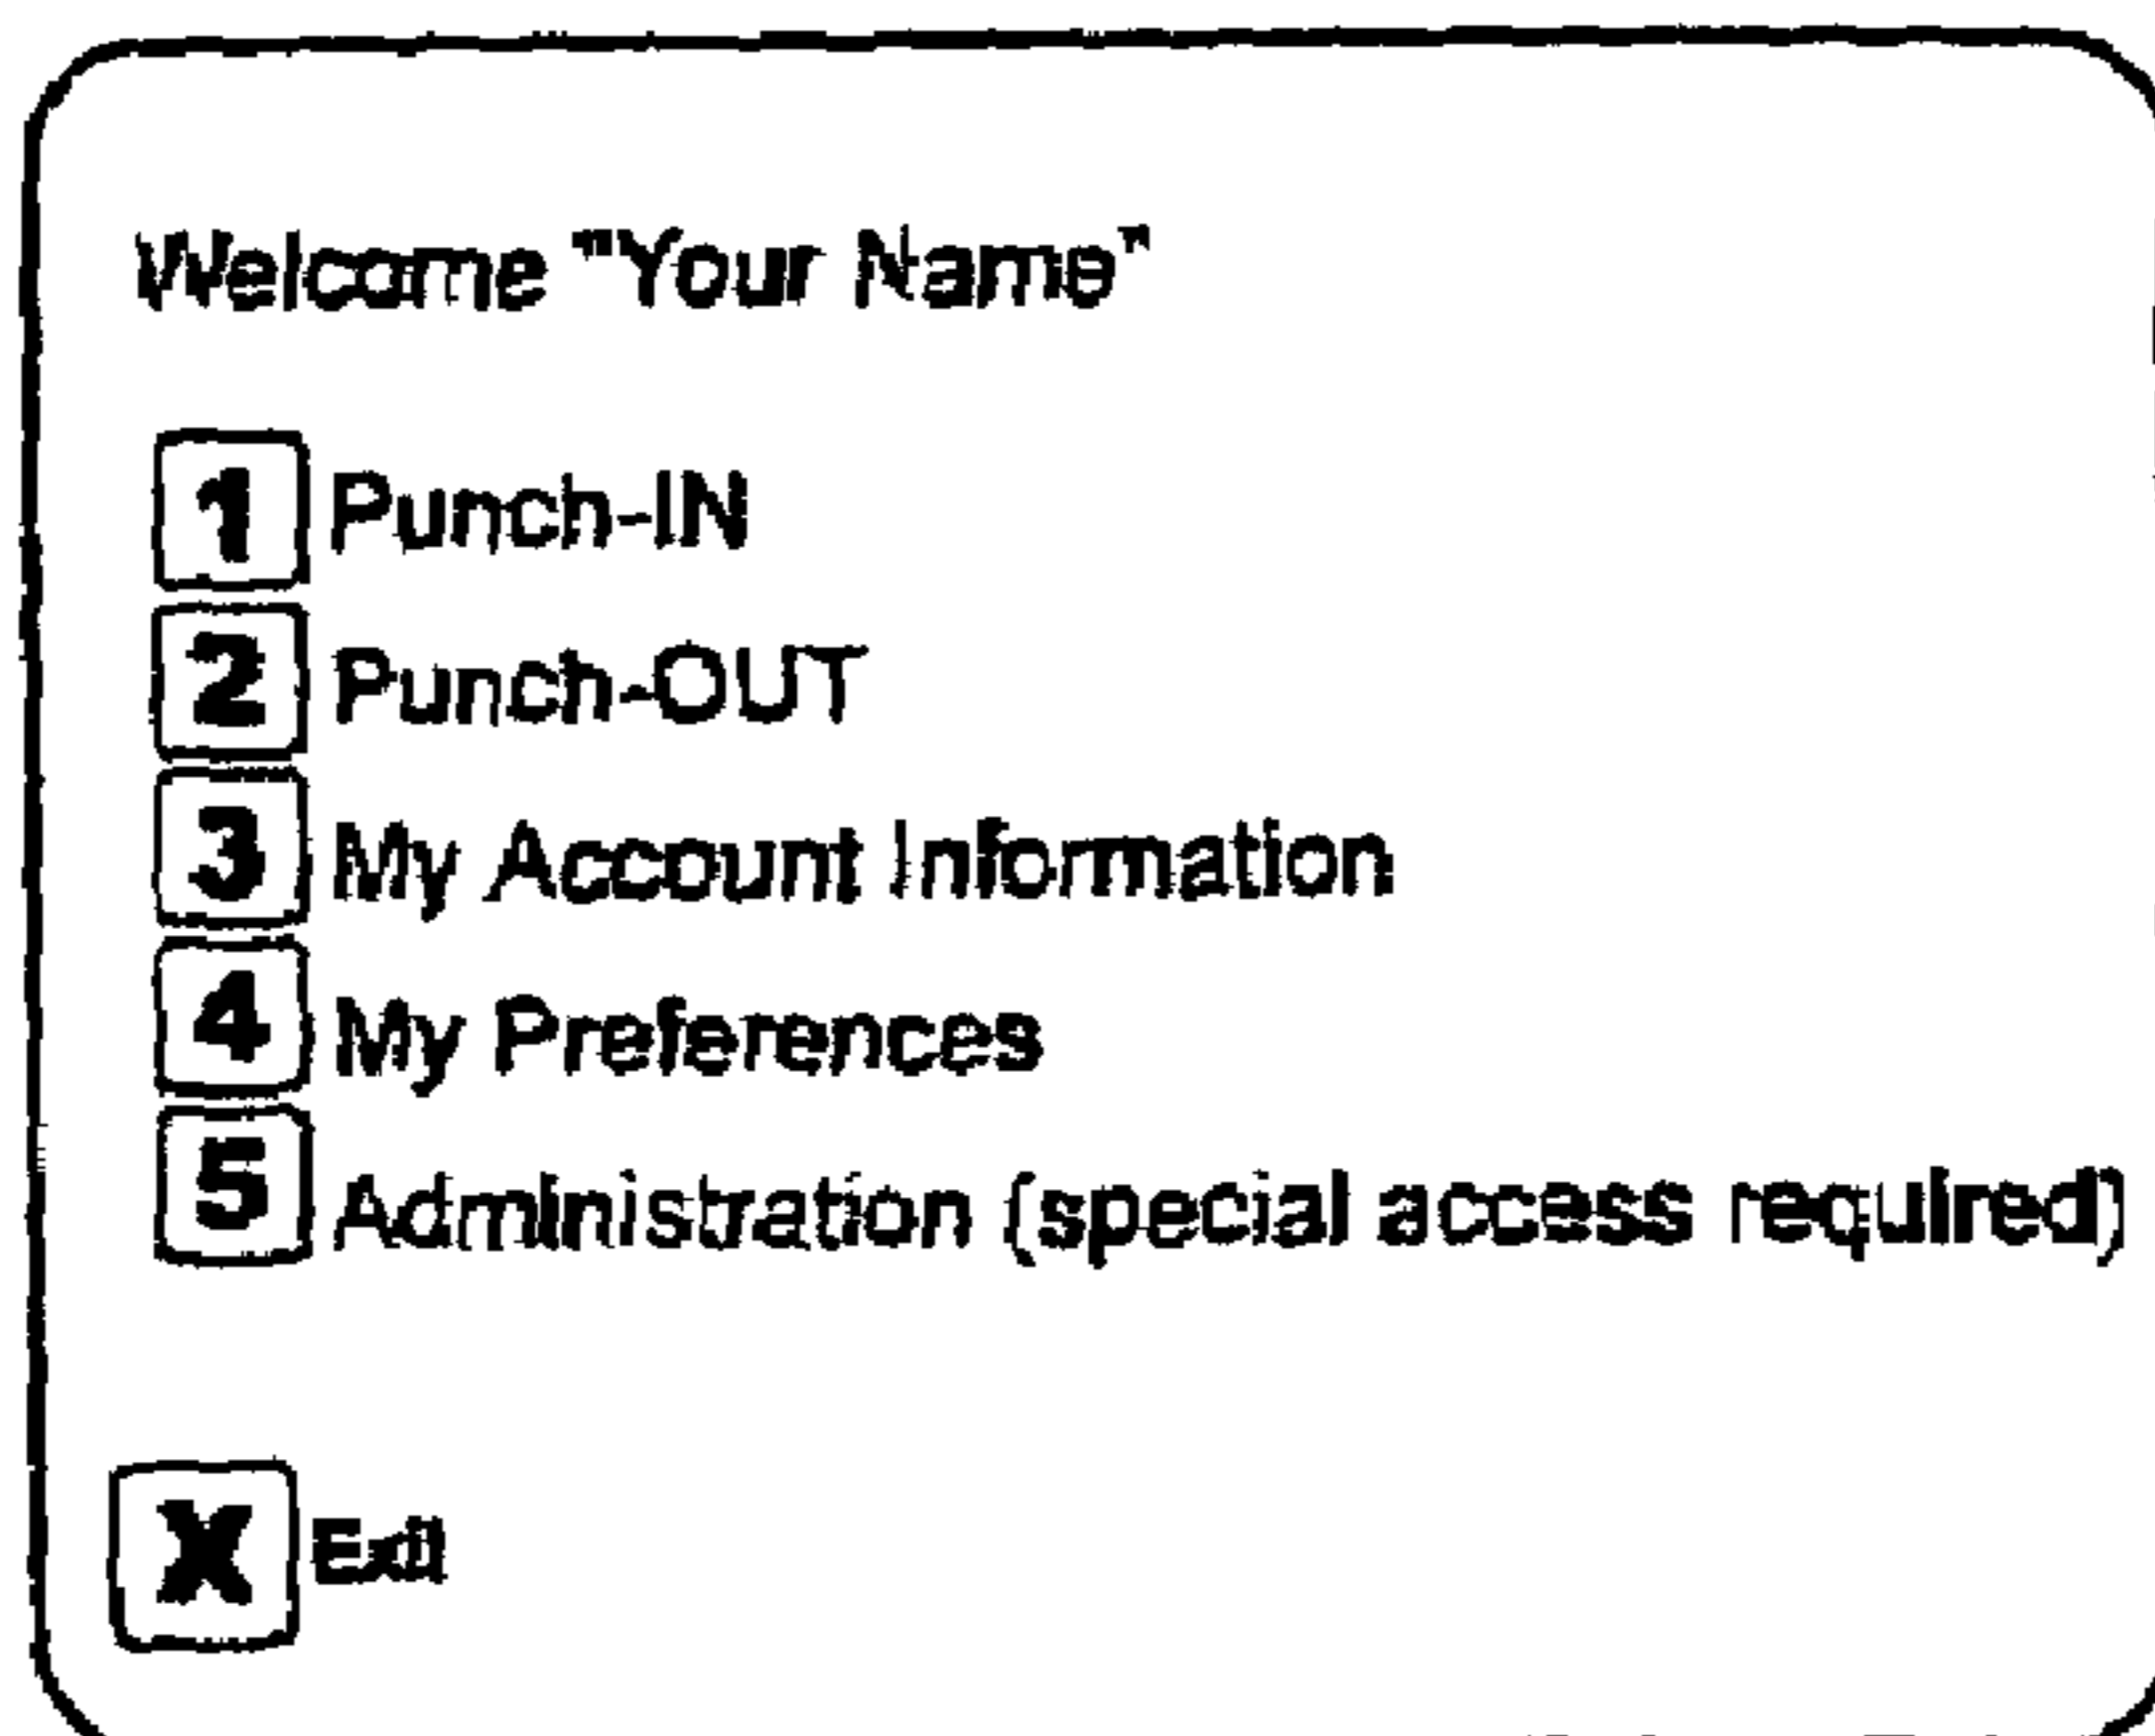 Welcome "Your Name"
1 Punch-IN
2 Punch-OUT
3 My Account Information
4 My Preferences
5 Administration (special access required)
X Exit